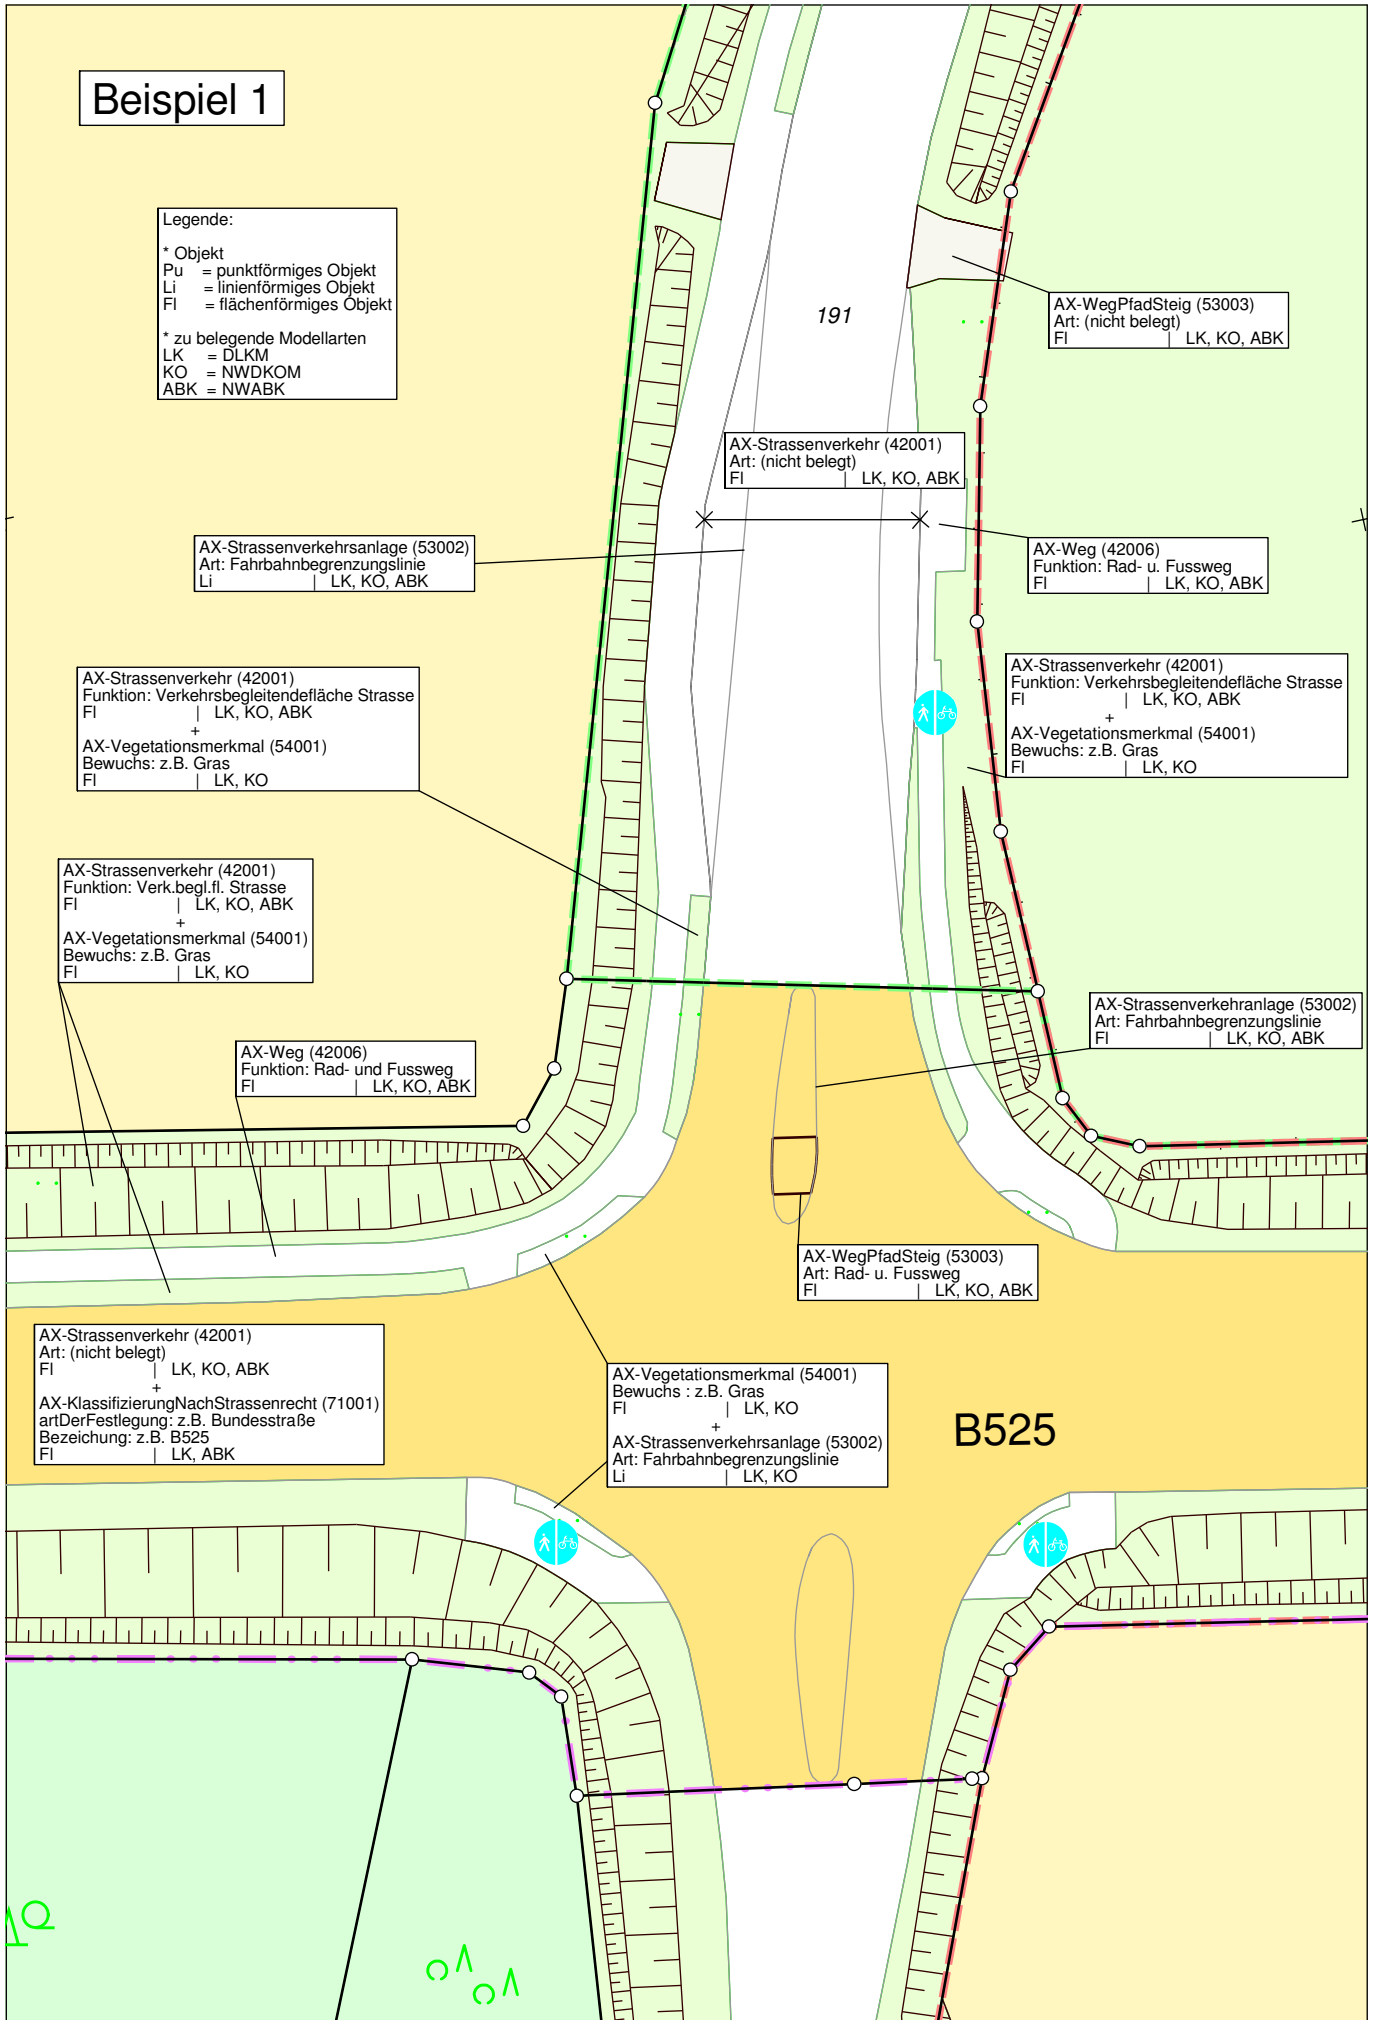 Beispiel 1
Legende:
* Objekt
Pu = punktförmiges Objekt
Li = linienförmiges Objekt
Fl = flächenförmiges Objekt
* zu belegende Modellarten
LK = DLKM
KO = NWDKOM
ABK = NWABK
191
AX-WegPfadSteig (53003)
Art: (nicht belegt)
Fl | LK, KO, ABK
AX-Strassenverkehr (42001)
Art: (nicht belegt)
Fl | LK, KO, ABK
AX-Strassenverkehrsanlage (53002)
Art: Fahrbahnbegrenzungslinie
Li | LK, KO, ABK
AX-Weg (42006)
Funktion: Rad- u. Fussweg
Fl | LK, KO, ABK
AX-Strassenverkehr (42001)
Funktion: Verkehrsbegleitendefläche Strasse
Fl | LK, KO, ABK
+
AX-Vegetationsmerkmal (54001)
Bewuchs: z.B. Gras
Fl | LK, KO
AX-Strassenverkehr (42001)
Funktion: Verkehrsbegleitendefläche Strasse
Fl | LK, KO, ABK
+
AX-Vegetationsmerkmal (54001)
Bewuchs: z.B. Gras
Fl | LK, KO
AX-Strassenverkehr (42001)
Funktion: Verk.begl.fl. Strasse
Fl | LK, KO, ABK
+
AX-Vegetationsmerkmal (54001)
Bewuchs: z.B. Gras
Fl | LK, KO
AX-Strassenverkehranlage (53002)
Art: Fahrbahnbegrenzungslinie
Fl | LK, KO, ABK
AX-Weg (42006)
Funktion: Rad- und Fussweg
Fl | LK, KO, ABK
AX-WegPfadSteig (53003)
Art: Rad- u. Fussweg
Fl | LK, KO, ABK
AX-Strassenverkehr (42001)
Art: (nicht belegt)
Fl | LK, KO, ABK
+
AX-KlassifizierungNachStrassenrecht (71001)
artDerFestlegung: z.B. Bundesstraße
Bezeichung: z.B. B525
Fl | LK, ABK
AX-Vegetationsmerkmal (54001)
Bewuchs : z.B. Gras
Fl | LK, KO
+
AX-Strassenverkehrsanlage (53002)
Art: Fahrbahnbegrenzungslinie
Li | LK, KO
B525